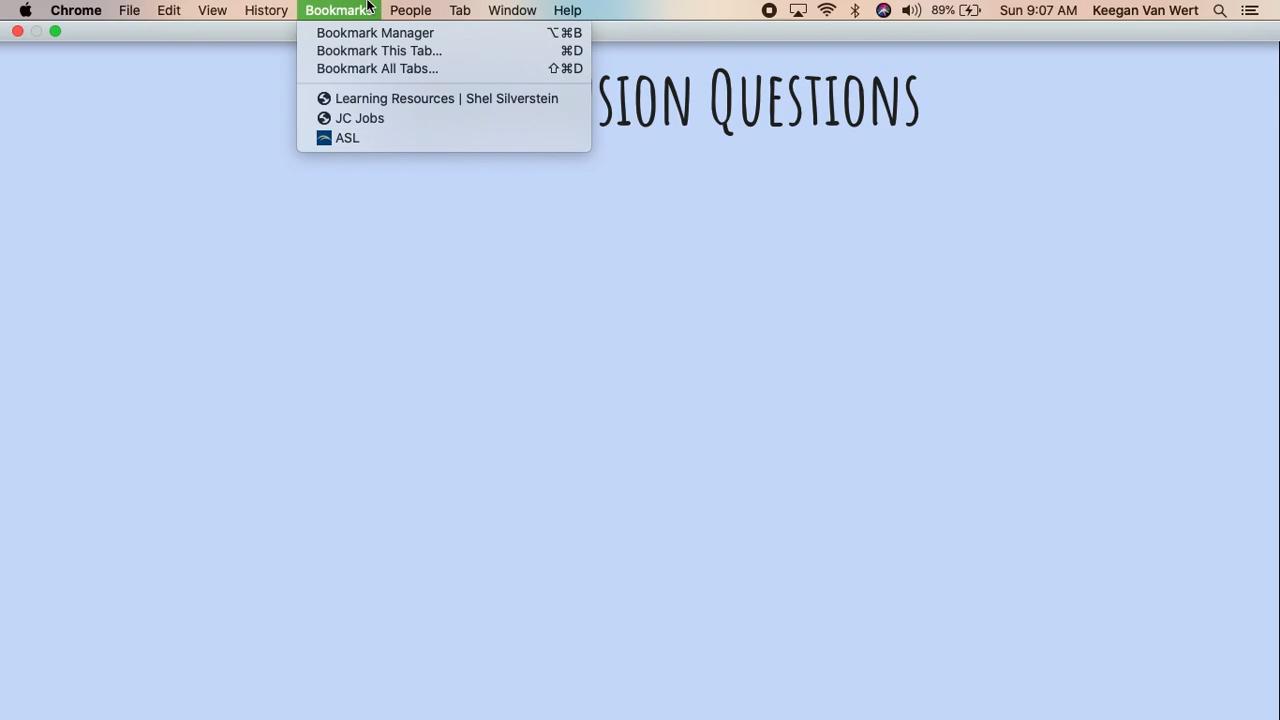 Chrome File Edit View History Bookmarks People Tab Window Help 89% Sun 9:07 AM Keegan Van Wert
Bookmark Manager ⌥⌘B
Bookmark This Tab... ⌘D
Bookmark All Tabs... ⇧⌘D
Learning Resources | Shel Silverstein
JC Jobs
ASL
sion Questions